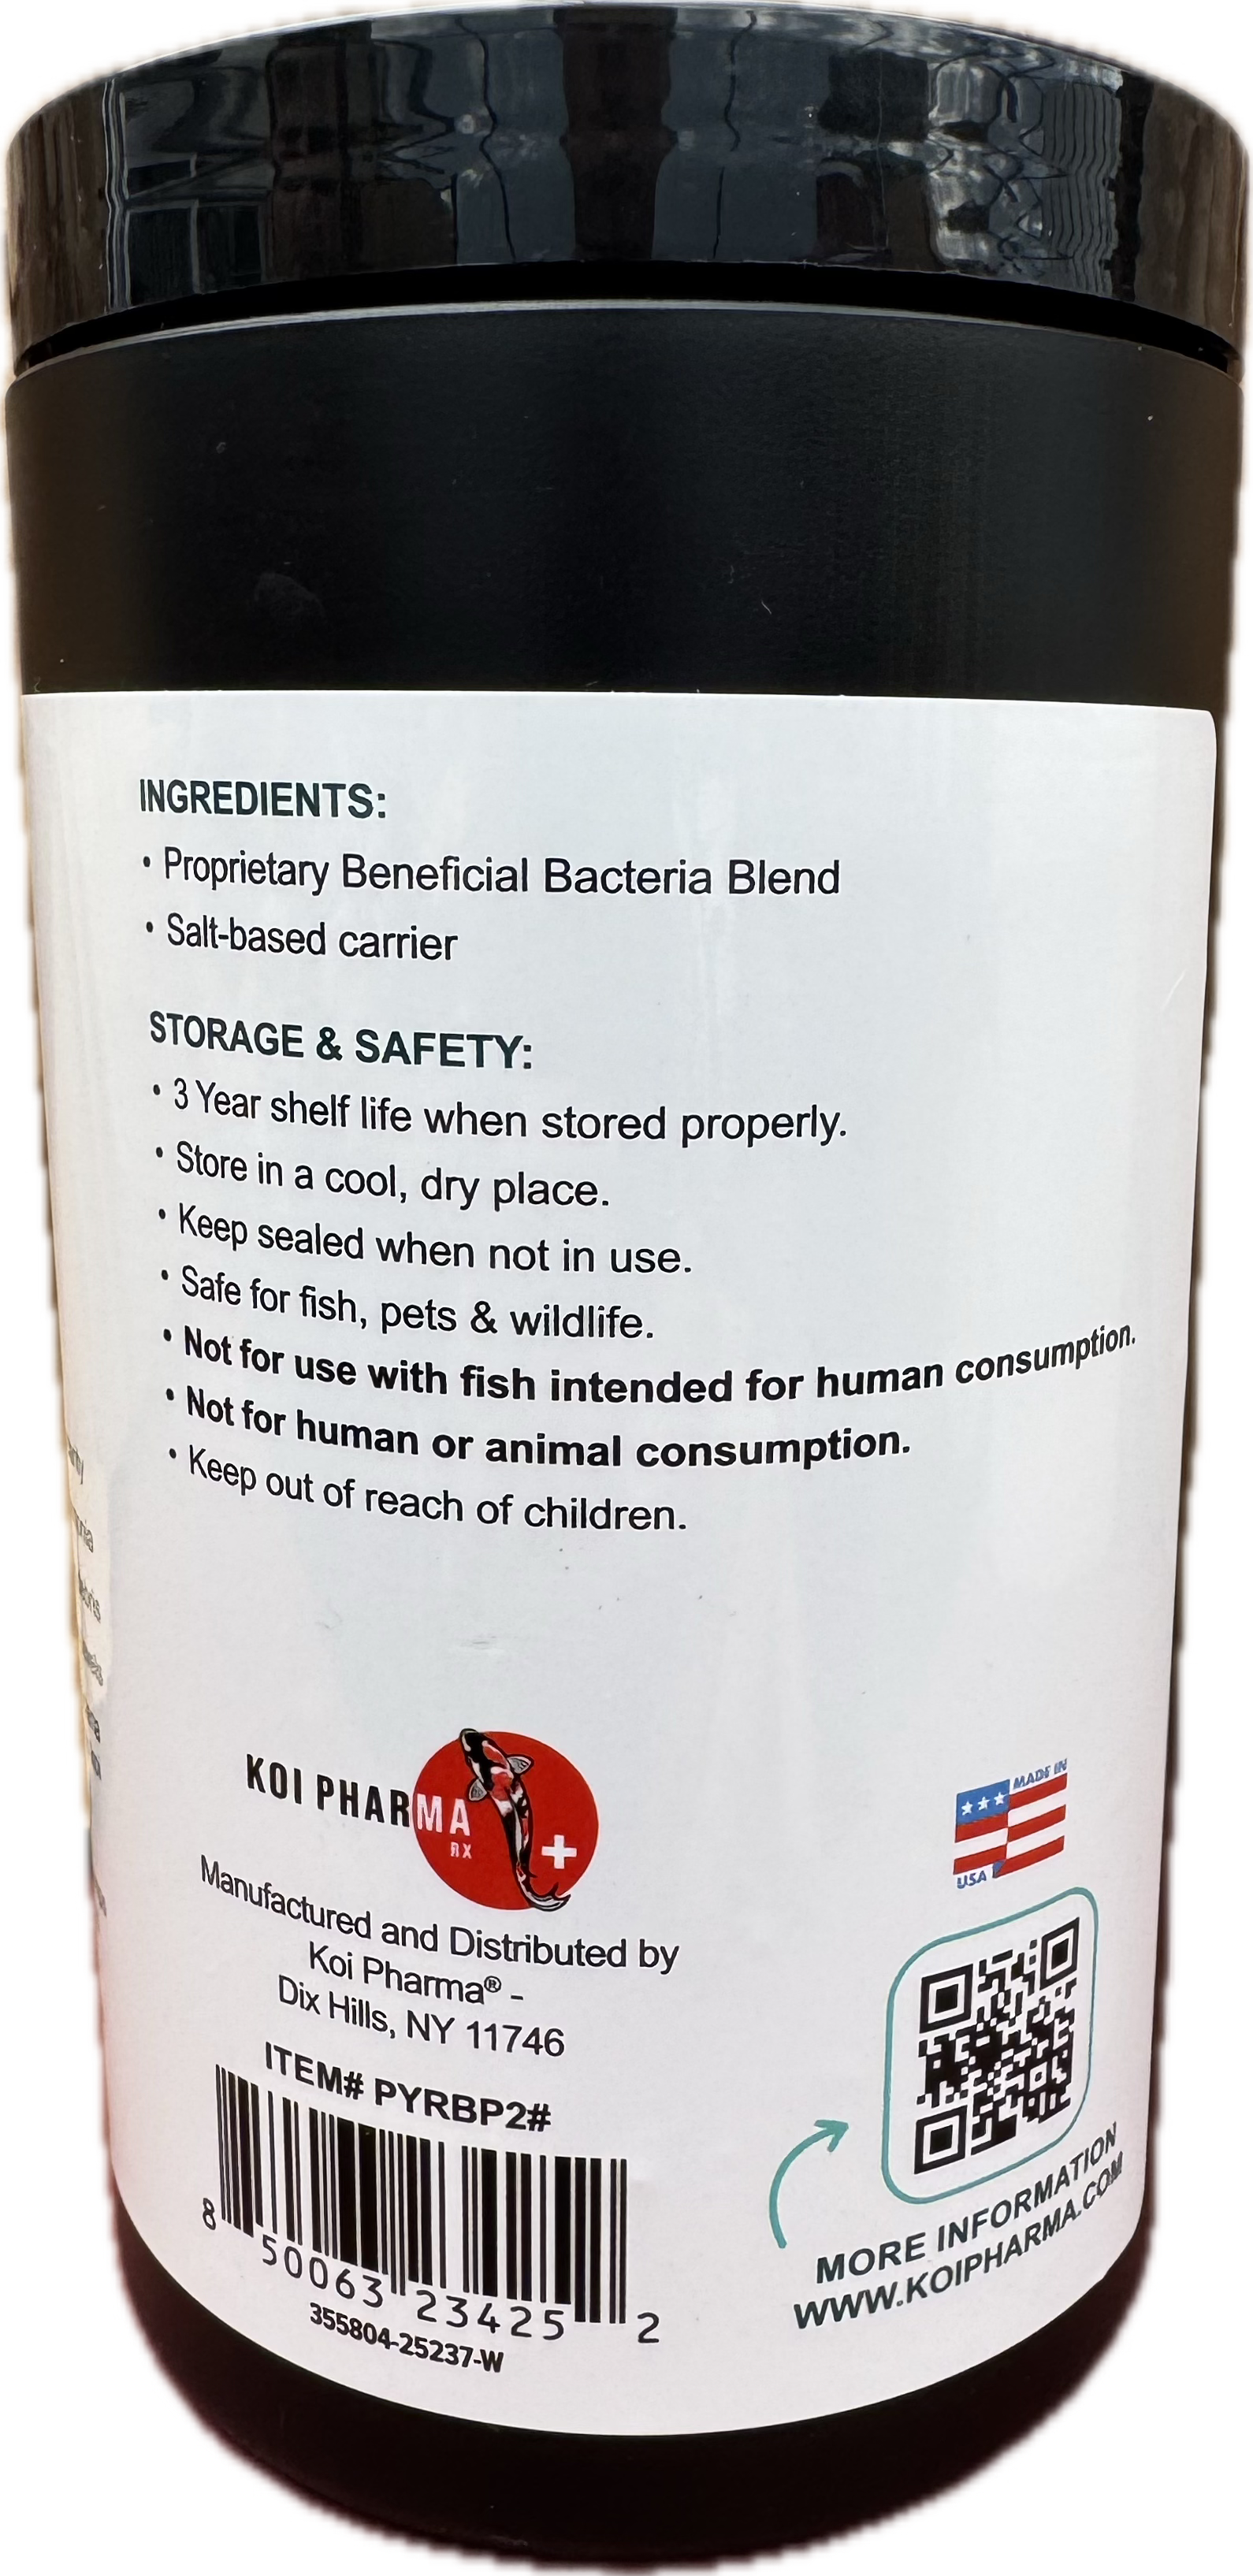 INGREDIENTS:
• Proprietary Beneficial Bacteria Blend
• Salt-based carrier
STORAGE & SAFETY:
• 3 Year shelf life when stored properly.
• Store in a cool, dry place.
• Keep sealed when not in use.
• Safe for fish, pets & wildlife.
• Not for use with fish intended for human consumption.
• Not for human or animal consumption.
• Keep out of reach of children.
KOI PHARMA
RX
Manufactured and Distributed by
Koi Pharma® -
Dix Hills, NY 11746
ITEM# PYRBP2#
8 50063 23425 2
355804-25237-W
MADE IN
USA
MORE INFORMATION
WWW.KOIPHARMA.COM